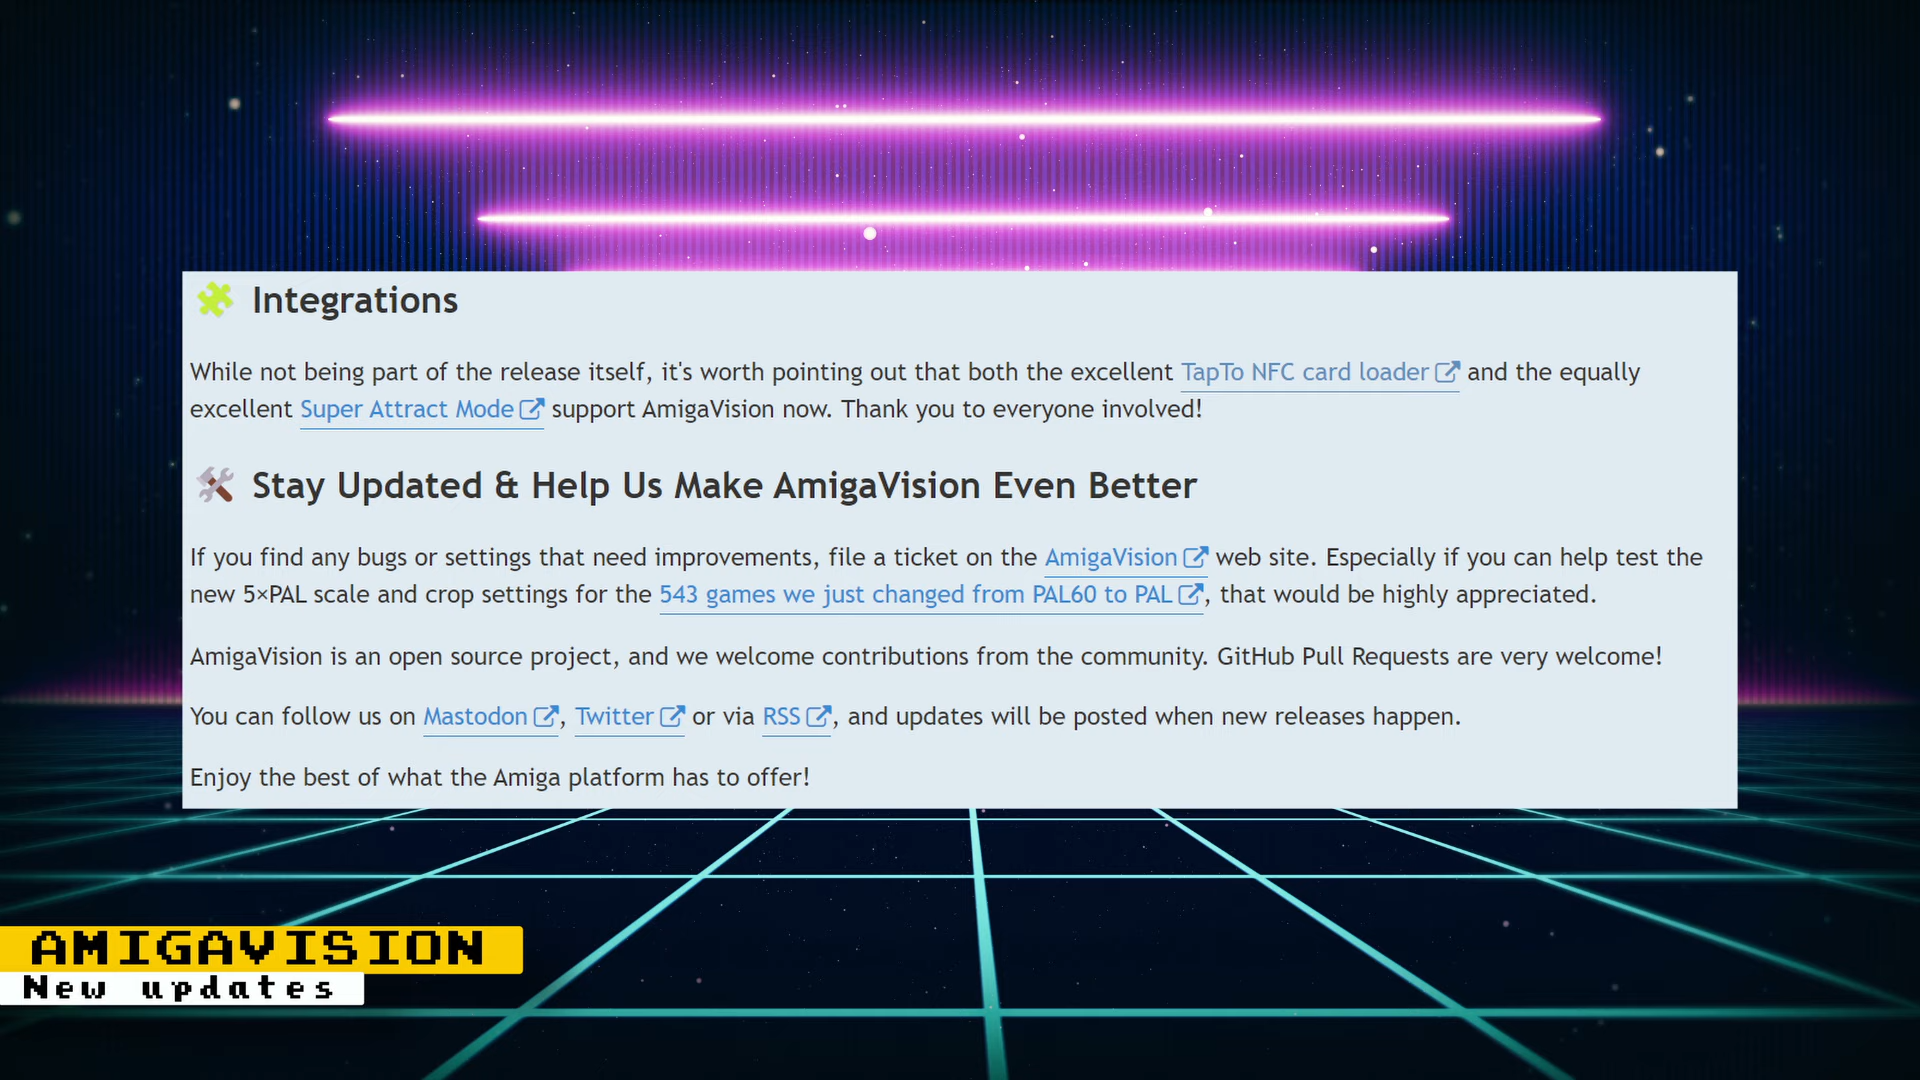 Integrations
While not being part of the release itself, it's worth pointing out that both the excellent TapTo NFC card loader and the equally
excellent Super Attract Mode support AmigaVision now. Thank you to everyone involved!
Stay Updated & Help Us Make AmigaVision Even Better
If you find any bugs or settings that need improvements, file a ticket on the AmigaVision web site. Especially if you can help test the
new 5×PAL scale and crop settings for the 543 games we just changed from PAL60 to PAL, that would be highly appreciated.
AmigaVision is an open source project, and we welcome contributions from the community. GitHub Pull Requests are very welcome!
You can follow us on Mastodon, Twitter or via RSS, and updates will be posted when new releases happen.
Enjoy the best of what the Amiga platform has to offer!
AMIGAVISION
New updates